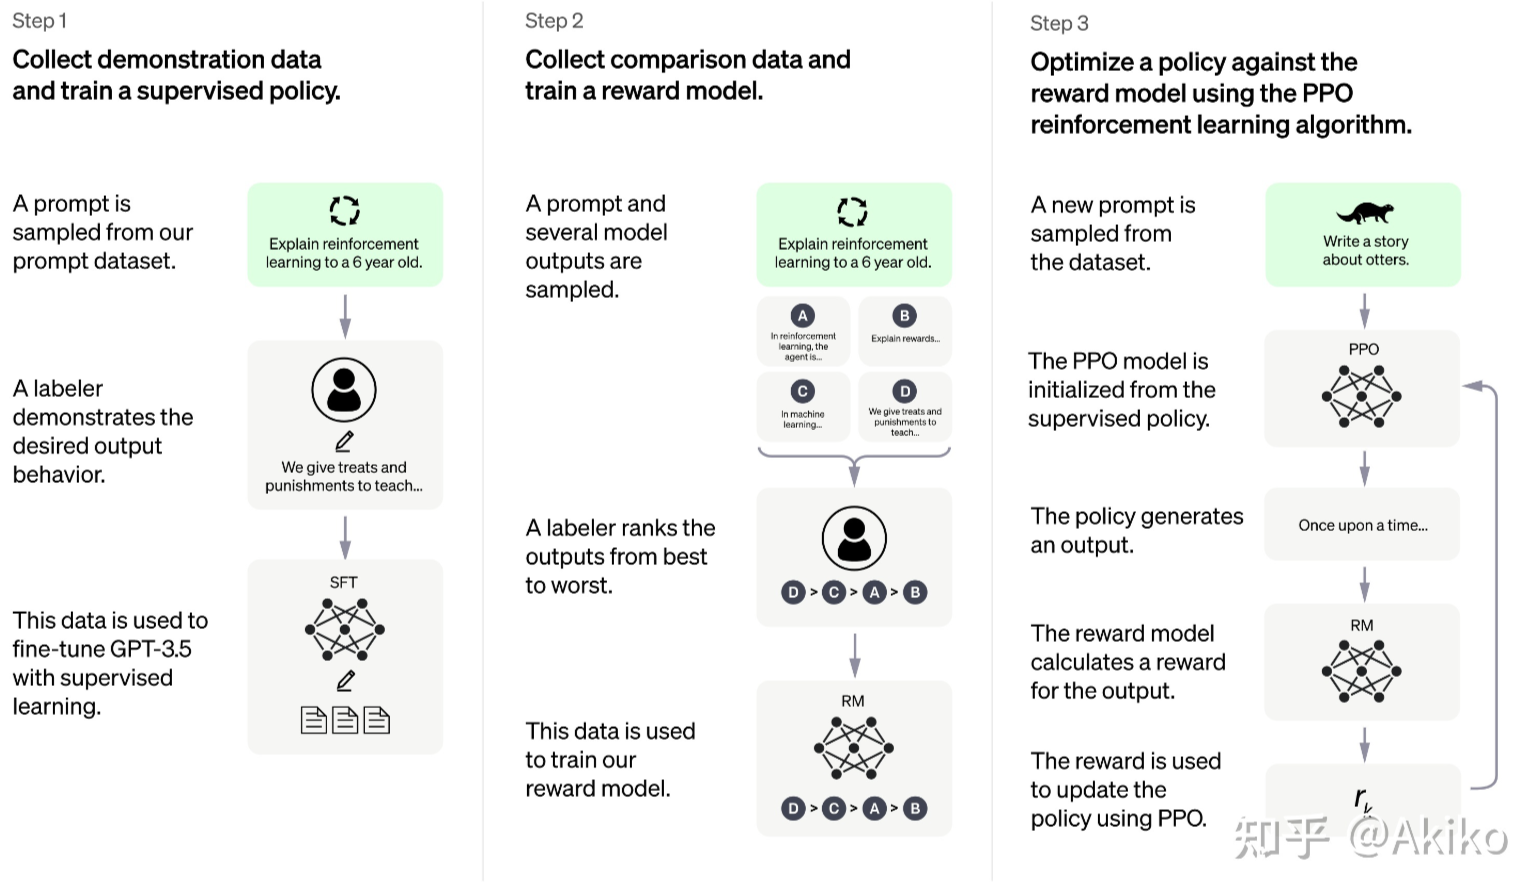 Step 1
Collect demonstration data
and train a supervised policy.
A prompt is
sampled from our
prompt dataset.
Explain reinforcement
learning to a 6 year old.
A labeler
demonstrates the
desired output
behavior.
We give treats and
punishments to teach...
This data is used to
fine-tune GPT-3.5
with supervised
learning.
SFT
Step 2
Collect comparison data and
train a reward model.
A prompt and
several model
outputs are
sampled.
Explain reinforcement
learning to a 6 year old.
A
In reinforcement
learning, the
agent is...
B
Explain rewards...
C
In machine
learning...
D
We give treats and
punishments to
teach...
A labeler ranks the
outputs from best
to worst.
D > C > A > B
This data is used
to train our
reward model.
RM
D > C > A > B
Step 3
Optimize a policy against the
reward model using the PPO
reinforcement learning algorithm.
A new prompt is
sampled from
the dataset.
Write a story
about otters.
The PPO model is
initialized from the
supervised policy.
PPO
The policy generates
an output.
Once upon a time...
The reward model
calculates a reward
for the output.
RM
The reward is used
to update the
policy using PPO.
r
k
知乎 @Akiko